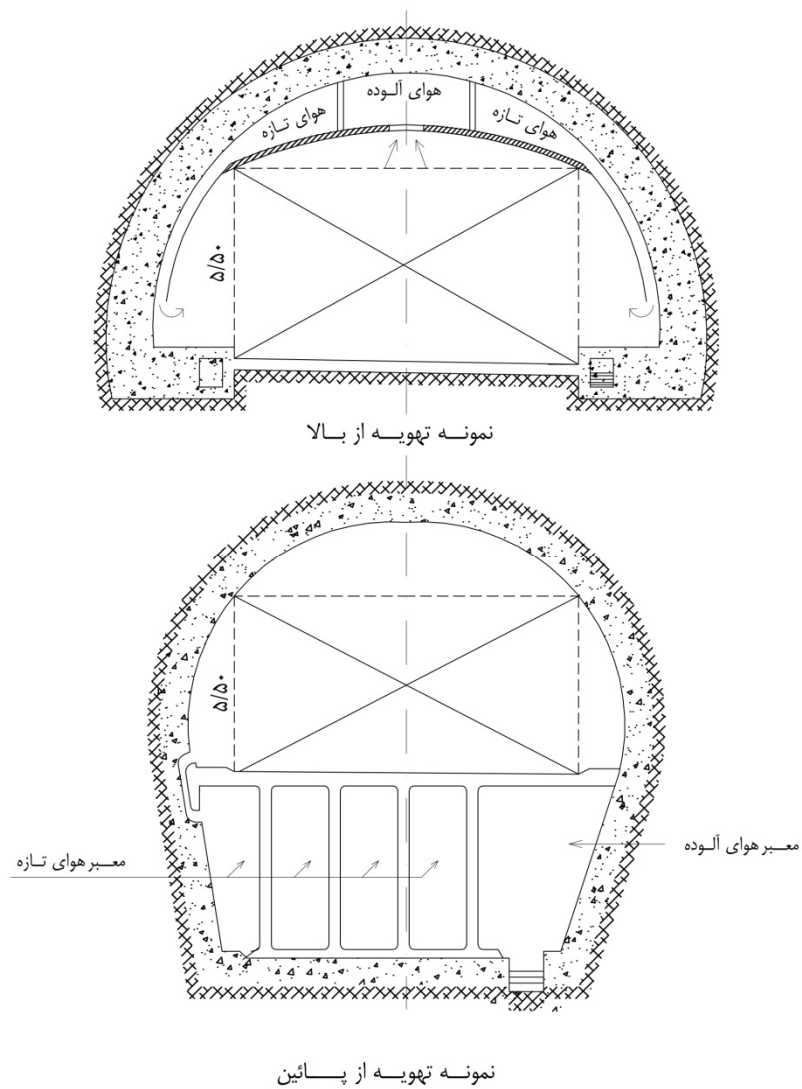 هوای آلوده
هوای تازه
هوای تازه
۵/۵۰
نمونه تهویه از بالا
۵/۵۰
معبر هوای آلوده
معبر هوای تازه
نمونه تهویه از پائین